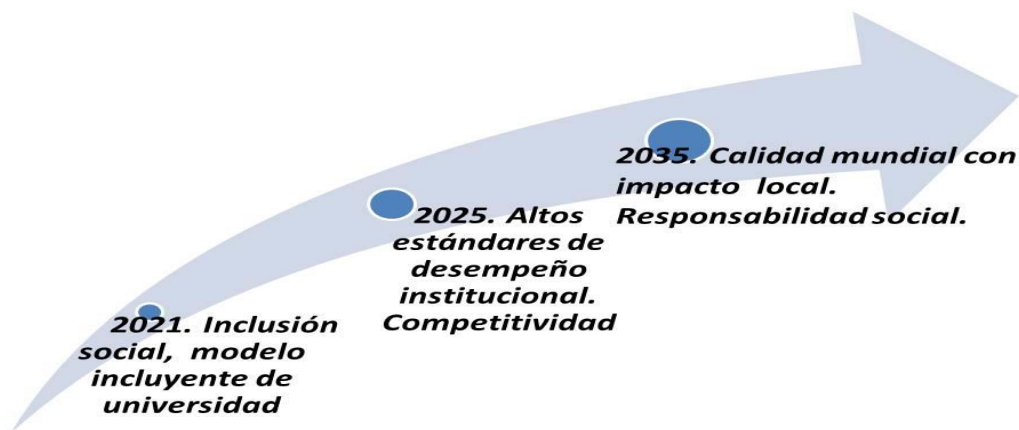 2021. Inclusión
social, modelo
incluyente de
universidad
2025. Altos
estándares de
desempeño
institucional.
Competitividad
2035. Calidad mundial con
impacto local.
Responsabilidad social.